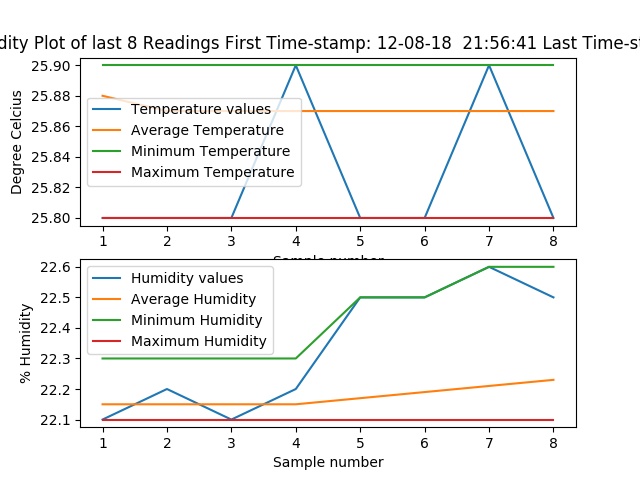 dity Plot of last 8 Readings First Time-stamp: 12-08-18  21:56:41 Last Time-st
25.90
25.88
25.86
25.84
25.82
25.80
Degree Celcius
Temperature values
Average Temperature
Minimum Temperature
Maximum Temperature
1 2 3 4 5 6 7 8
Sample number
22.6
22.5
22.4
22.3
22.2
22.1
% Humidity
Humidity values
Average Humidity
Minimum Humidity
Maximum Humidity
1 2 3 4 5 6 7 8
Sample number